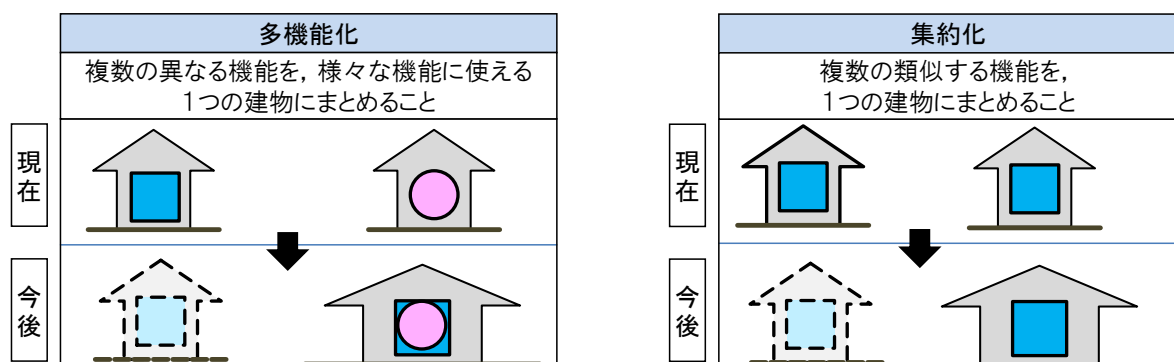 多機能化
複数の異なる機能を，様々な機能に使える
１つの建物にまとめること
現在
今後
集約化
複数の類似する機能を，
１つの建物にまとめること
現在
今後